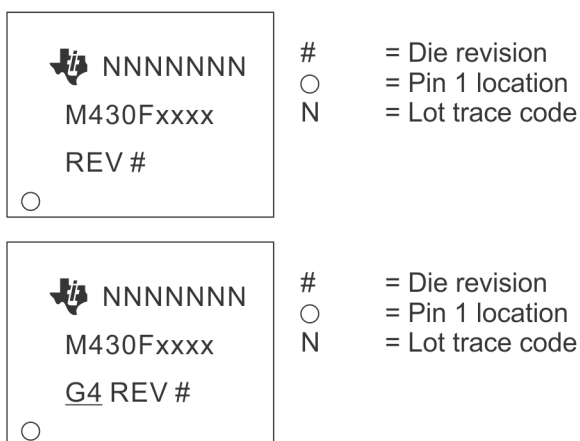 NNNNNNN
M430Fxxxx
REV #
# = Die revision
○ = Pin 1 location
N = Lot trace code
NNNNNNN
M430Fxxxx
G4 REV #
# = Die revision
○ = Pin 1 location
N = Lot trace code